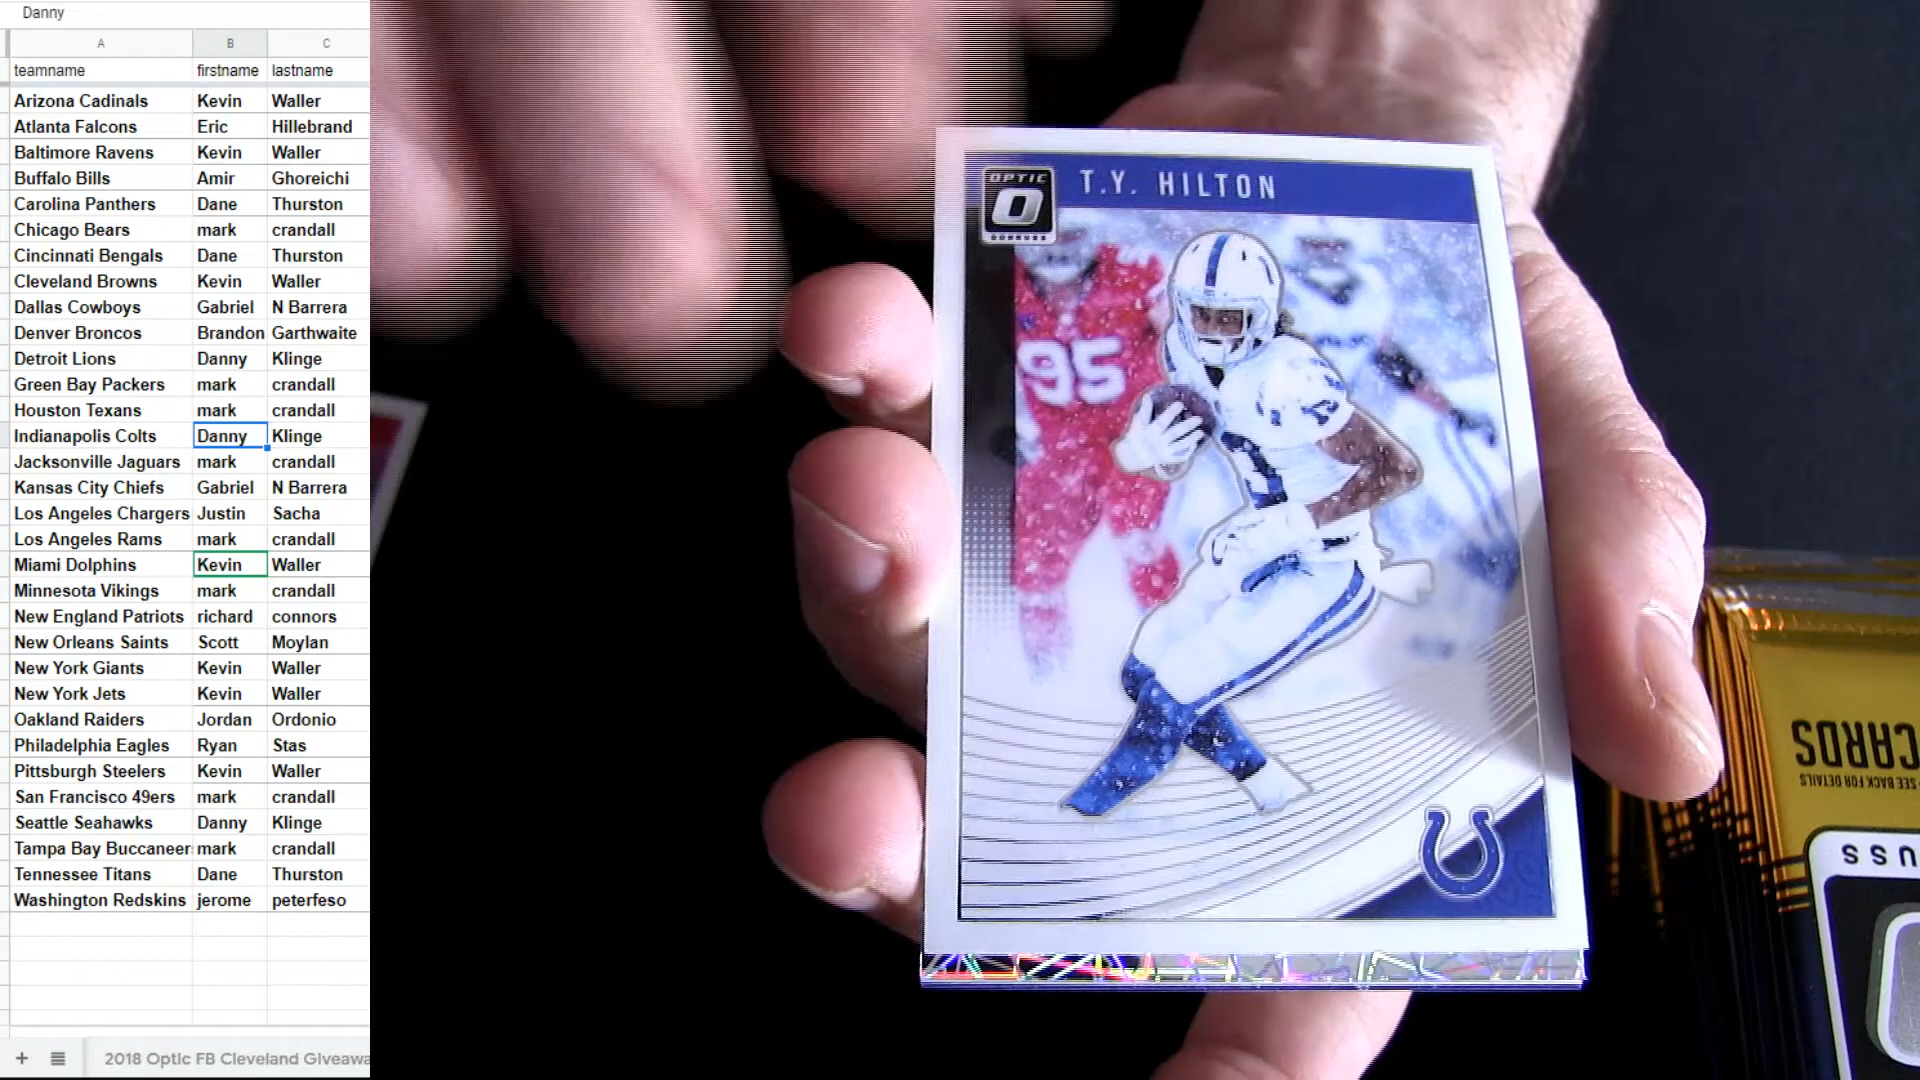 Danny
A B C
teamname firstname lastname
Arizona Cadinals Kevin Waller
Atlanta Falcons Eric Hillebrand
Baltimore Ravens Kevin Waller
Buffalo Bills Amir Ghoreichi
Carolina Panthers Dane Thurston
Chicago Bears mark crandall
Cincinnati Bengals Dane Thurston
Cleveland Browns Kevin Waller
Dallas Cowboys Gabriel N Barrera
Denver Broncos Brandon Garthwaite
Detroit Lions Danny Klinge
Green Bay Packers mark crandall
Houston Texans mark crandall
Indianapolis Colts Danny Klinge
Jacksonville Jaguars mark crandall
Kansas City Chiefs Gabriel N Barrera
Los Angeles Chargers Justin Sacha
Los Angeles Rams mark crandall
Miami Dolphins Kevin Waller
Minnesota Vikings mark crandall
New England Patriots richard connors
New Orleans Saints Scott Moylan
New York Giants Kevin Waller
New York Jets Kevin Waller
Oakland Raiders Jordan Ordonio
Philadelphia Eagles Ryan Stas
Pittsburgh Steelers Kevin Waller
San Francisco 49ers mark crandall
Seattle Seahawks Danny Klinge
Tampa Bay Buccaneer mark crandall
Tennessee Titans Dane Thurston
Washington Redskins jerome peterfeso
2018 Optic FB Cleveland Giveawa
OPTIC
O
DONRUSS
T.Y. HILTON
95
CARDS
SEE BACK FOR DETAILS
USS